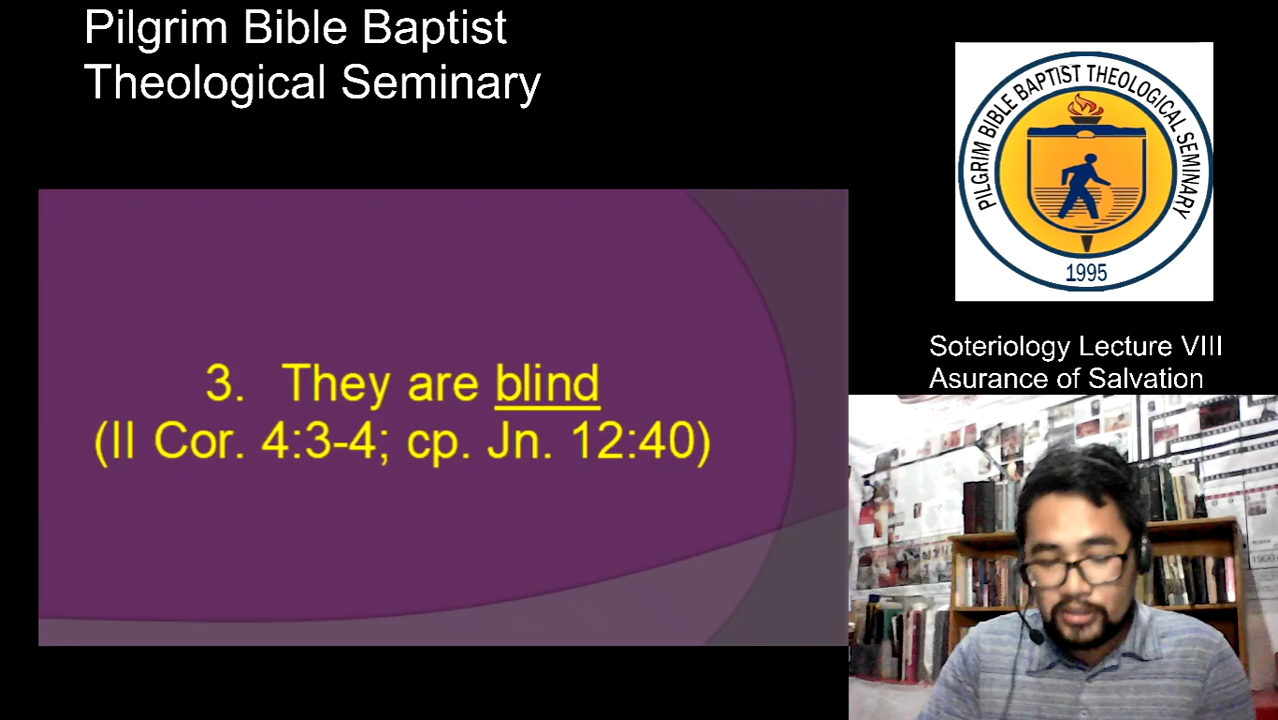 Pilgrim Bible Baptist
Theological Seminary
PILGRIM BIBLE BAPTIST THEOLOGICAL SEMINARY
1995
Soteriology Lecture VIII
Asurance of Salvation
3. They are blind
(II Cor. 4:3-4; cp. Jn. 12:40)